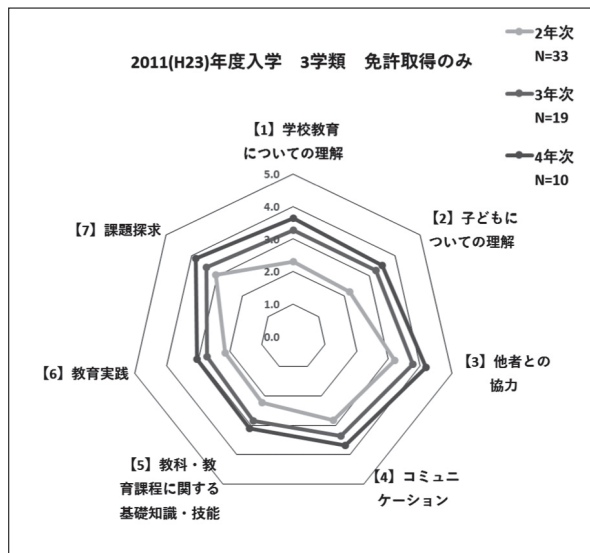 2011(H23)年度入学　3学類　免許取得のみ
2年次
N=33
3年次
N=19
4年次
N=10
【1】学校教育
についての理解
【2】子どもに
ついての理解
【3】他者との
協力
【4】コミュニ
ケーション
【5】教科・教
育課程に関する
基礎知識・技能
【6】教育実践
【7】課題探求
5.0
4.0
3.0
2.0
1.0
0.0